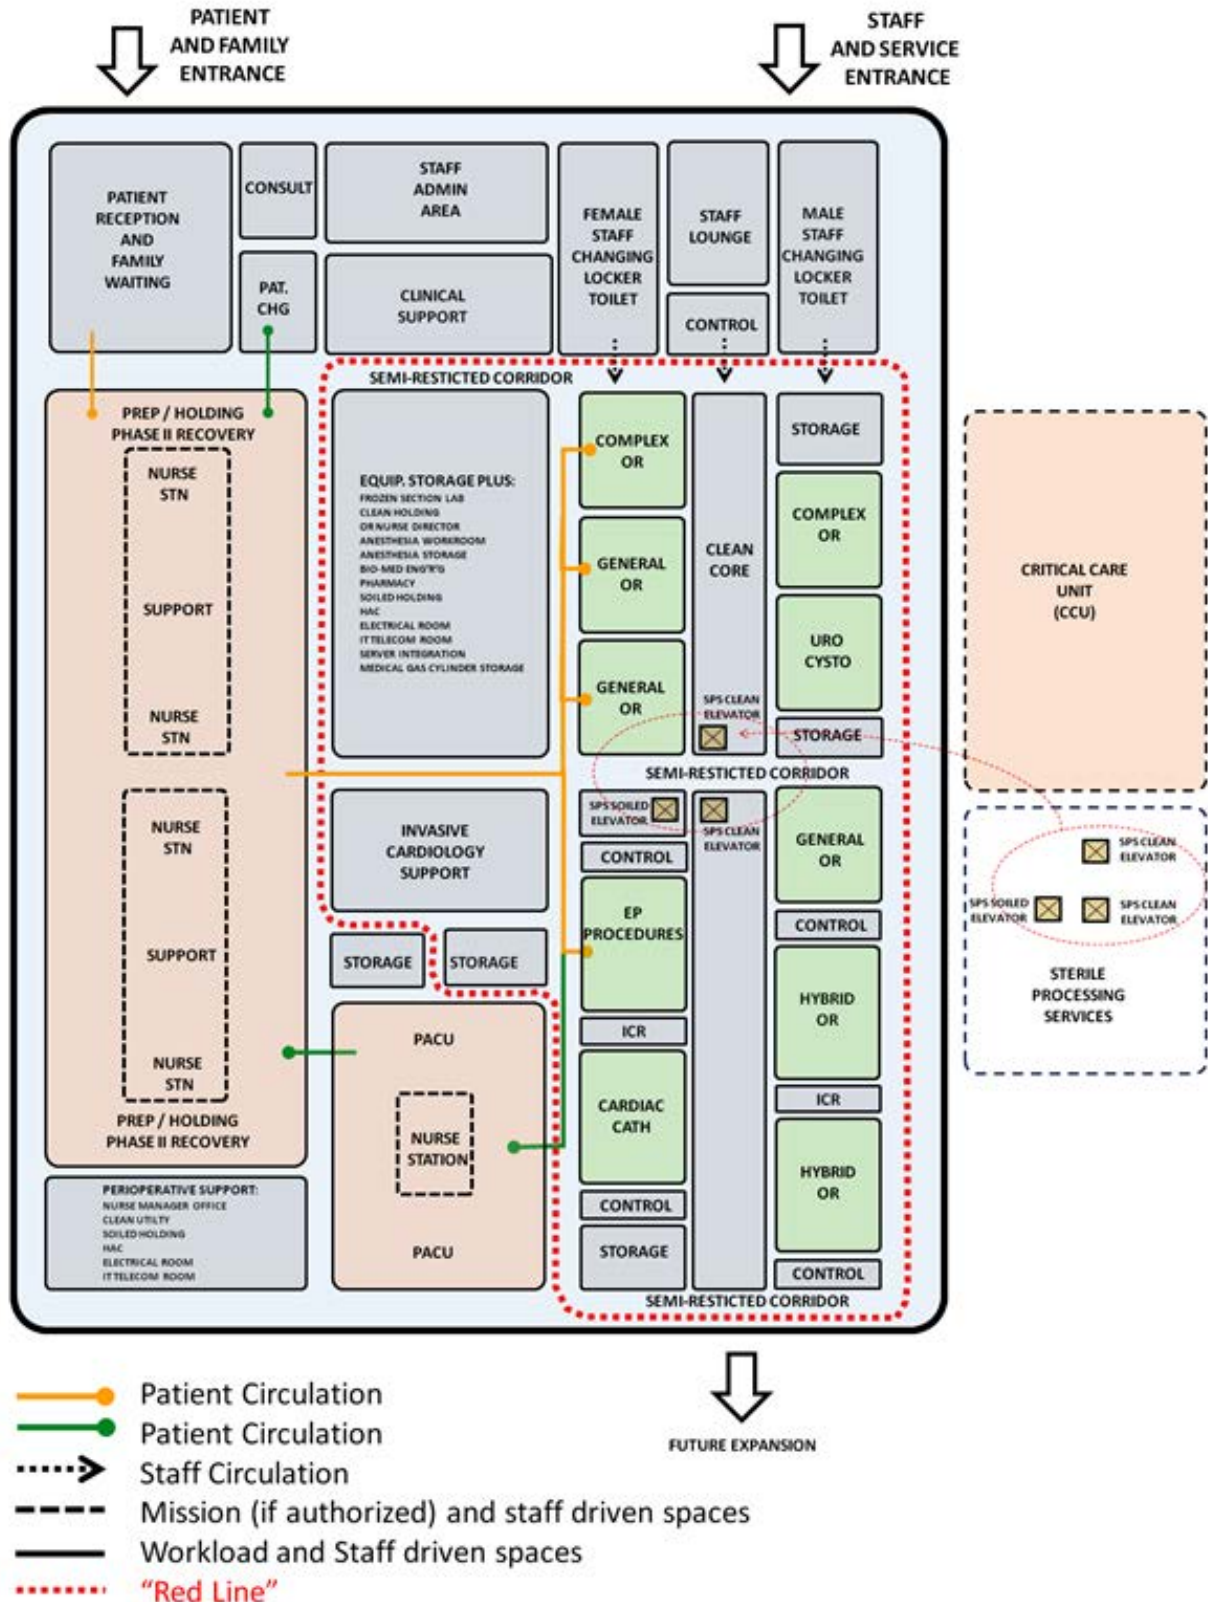 PATIENT
AND FAMILY
ENTRANCE
STAFF
AND SERVICE
ENTRANCE
PATIENT
RECEPTION
AND
FAMILY
WAITING
CONSULT
PAT.
CHG
STAFF
ADMIN
AREA
CLINICAL
SUPPORT
FEMALE
STAFF
CHANGING
LOCKER
TOILET
STAFF
LOUNGE
CONTROL
MALE
STAFF
CHANGING
LOCKER
TOILET
SEMI-RESTICTED CORRIDOR
PREP / HOLDING
PHASE II RECOVERY
NURSE
STN
SUPPORT
NURSE
STN
NURSE
STN
SUPPORT
NURSE
STN
PREP / HOLDING
PHASE II RECOVERY
PERIOPERATIVE SUPPORT:
NURSE MANAGER OFFICE
CLEAN UTILTY
SOILED HOLDING
HAC
ELECTRICAL ROOM
IT TELECOM ROOM
EQUIP. STORAGE PLUS:
FROZEN SECTION LAB
CLEAN HOLDING
OR NURSE DIRECTOR
ANESTHESIA WORKROOM
ANESTHESIA STORAGE
BIO-MED ENG'R'G
PHARMACY
SOILED HOLDING
HAC
ELECTRICAL ROOM
IT TELECOM ROOM
SERVER INTEGRATION
MEDICAL GAS CYLINDER STORAGE
INVASIVE
CARDIOLOGY
SUPPORT
STORAGE
STORAGE
PACU
NURSE
STATION
PACU
COMPLEX
OR
GENERAL
OR
GENERAL
OR
CLEAN
CORE
SPS CLEAN
ELEVATOR
STORAGE
COMPLEX
OR
URO
CYSTO
STORAGE
SEMI-RESTICTED CORRIDOR
SPS SOILED
ELEVATOR
SPS CLEAN
ELEVATOR
CONTROL
EP
PROCEDURES
ICR
CARDIAC
CATH
CONTROL
STORAGE
GENERAL
OR
CONTROL
HYBRID
OR
ICR
HYBRID
OR
CONTROL
SEMI-RESTICTED CORRIDOR
CRITICAL CARE
UNIT
(CCU)
SPS CLEAN
ELEVATOR
SPS SOILED
ELEVATOR
SPS CLEAN
ELEVATOR
STERILE
PROCESSING
SERVICES
FUTURE EXPANSION
Patient Circulation
Patient Circulation
Staff Circulation
Mission (if authorized) and staff driven spaces
Workload and Staff driven spaces
“Red Line”